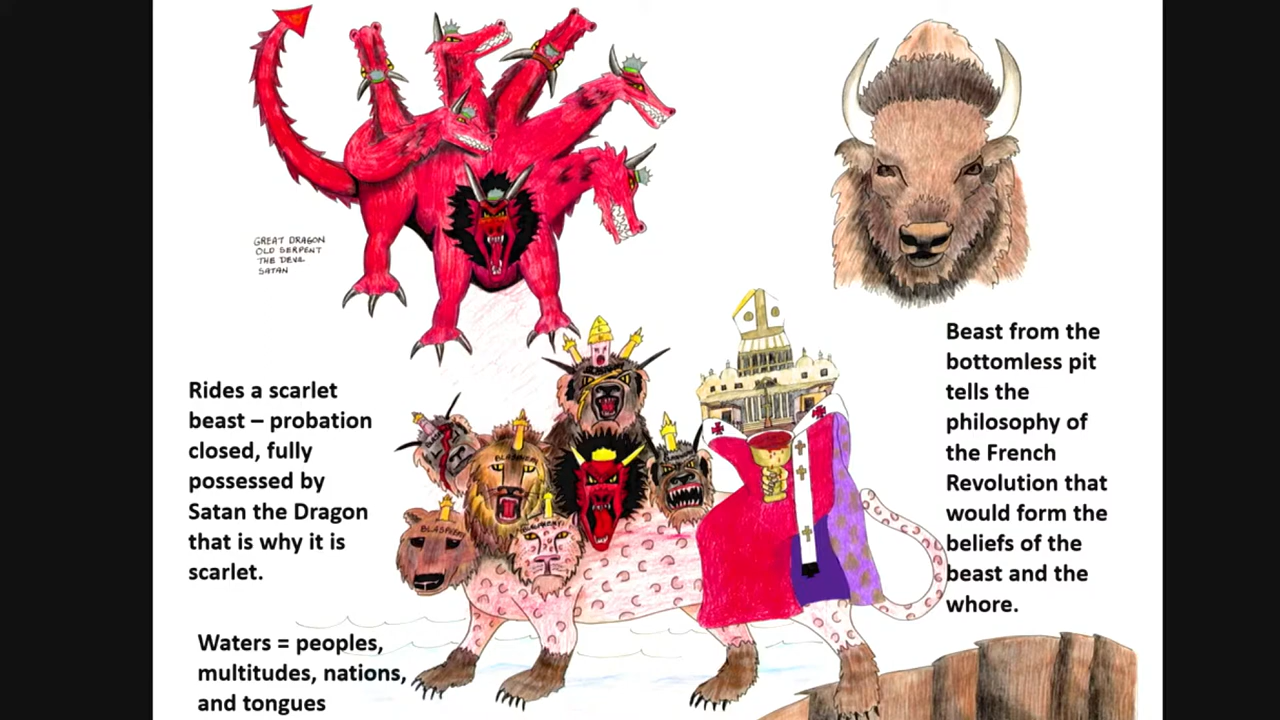 GREAT DRAGON
OLD SERPENT
THE DEVIL
SATAN
Rides a scarlet
beast – probation
closed, fully
possessed by
Satan the Dragon
that is why it is
scarlet.
Waters = peoples,
multitudes, nations,
and tongues
BLASPHEMY
Beast from the
bottomless pit
tells the
philosophy of
the French
Revolution that
would form the
beliefs of the
beast and the
whore.